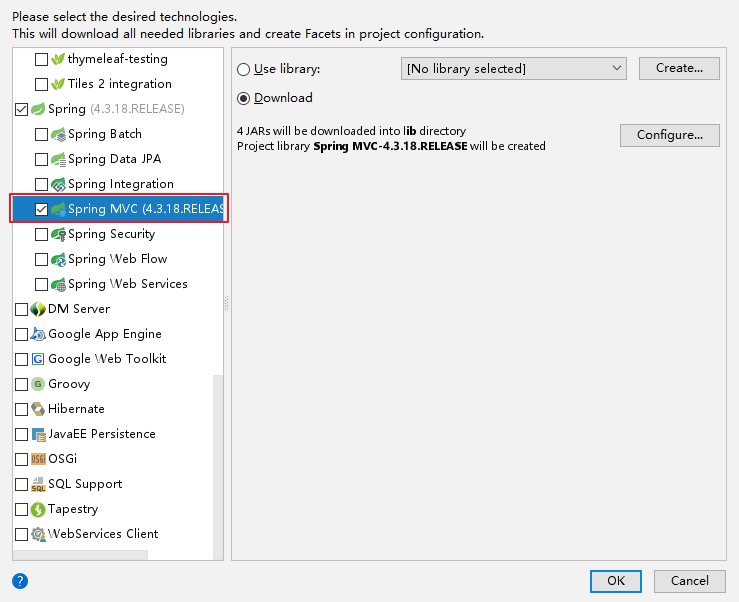 Please select the desired technologies.
This will download all needed libraries and create Facets in project configuration.
thymeleaf-testing
Tiles 2 integration
Spring (4.3.18.RELEASE)
Spring Batch
Spring Data JPA
Spring Integration
Spring MVC (4.3.18.RELEAS
Spring Security
Spring Web Flow
Spring Web Services
DM Server
Google App Engine
G Google Web Toolkit
G Groovy
Hibernate
JavaEE Persistence
OSGi OSGi
SQL SQL Support
Tapestry
WebServices Client
Use library:
[No library selected]
Create...
Download
4 JARs will be downloaded into lib directory
Project library Spring MVC-4.3.18.RELEASE will be created
Configure...
?
OK
Cancel